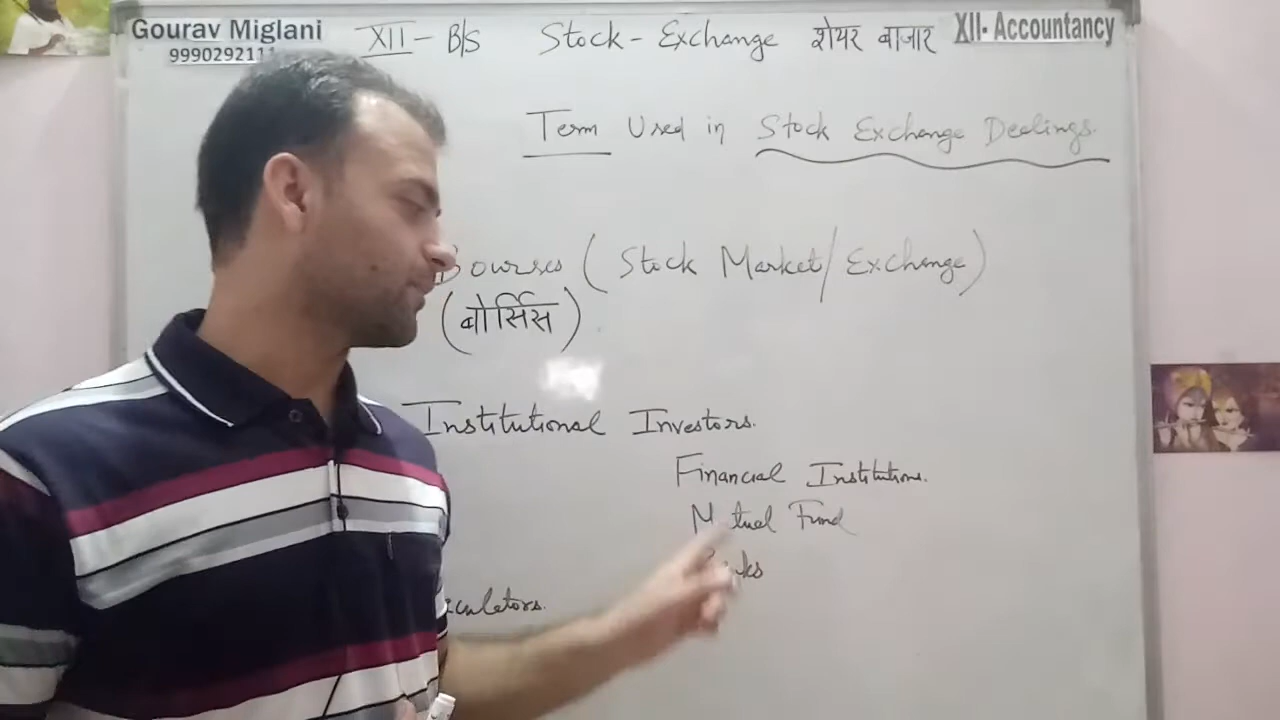 Gourav Miglani
XII - B/S Stock - Exchange शेयर बाजार
XII- Accountancy
Term Used in Stock Exchange Dealings.
Bourses (Stock Market/Exchange)
(बोर्सिस)
Institutional Investors.
Financial Institutions.
Mutual Fund